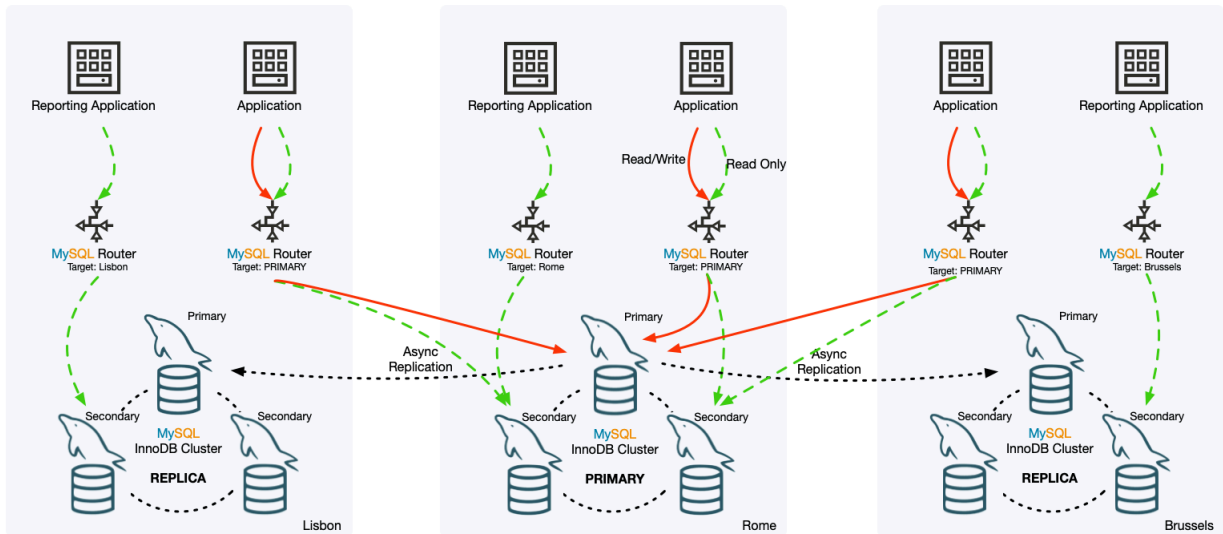 Reporting Application
Application
Reporting Application
Application
Application
Reporting Application
Read/Write
Read Only
MySQL Router
Target: Lisbon
MySQL Router
Target: PRIMARY
MySQL Router
Target: Rome
MySQL Router
Target: PRIMARY
MySQL Router
Target: PRIMARY
MySQL Router
Target: Brussels
Primary
Secondary
Secondary
MySQL
InnoDB Cluster
REPLICA
Lisbon
Async
Replication
Primary
Secondary
Secondary
MySQL
InnoDB Cluster
PRIMARY
Rome
Async
Replication
Primary
Secondary
Secondary
MySQL
InnoDB Cluster
REPLICA
Brussels